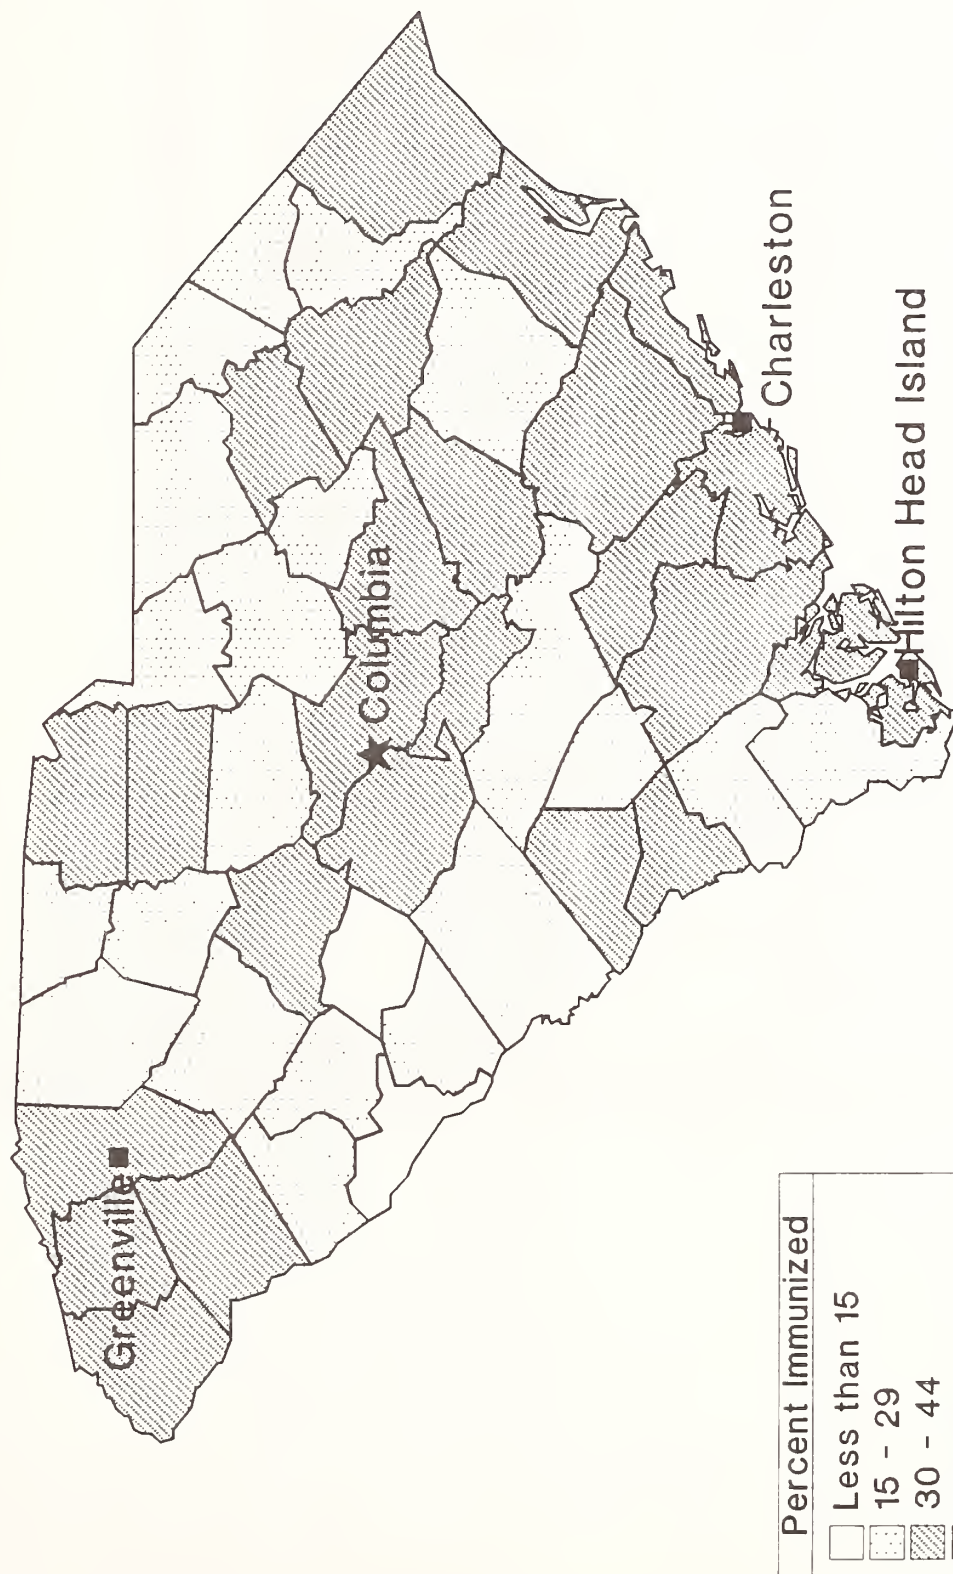 Greenville
Columbia
Charleston
Hilton Head Island
Percent Immunized
Less than 15
15 - 29
30 - 44